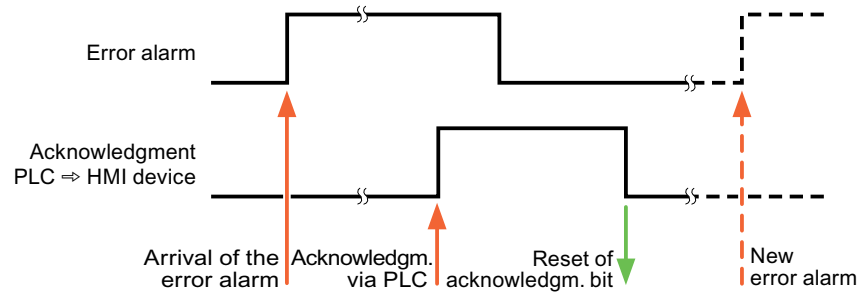 Error alarm
Acknowledgment
PLC ⇨ HMI device
Arrival of the
error alarm
Acknowledgm.
via PLC
Reset of
acknowledgm. bit
New
error alarm